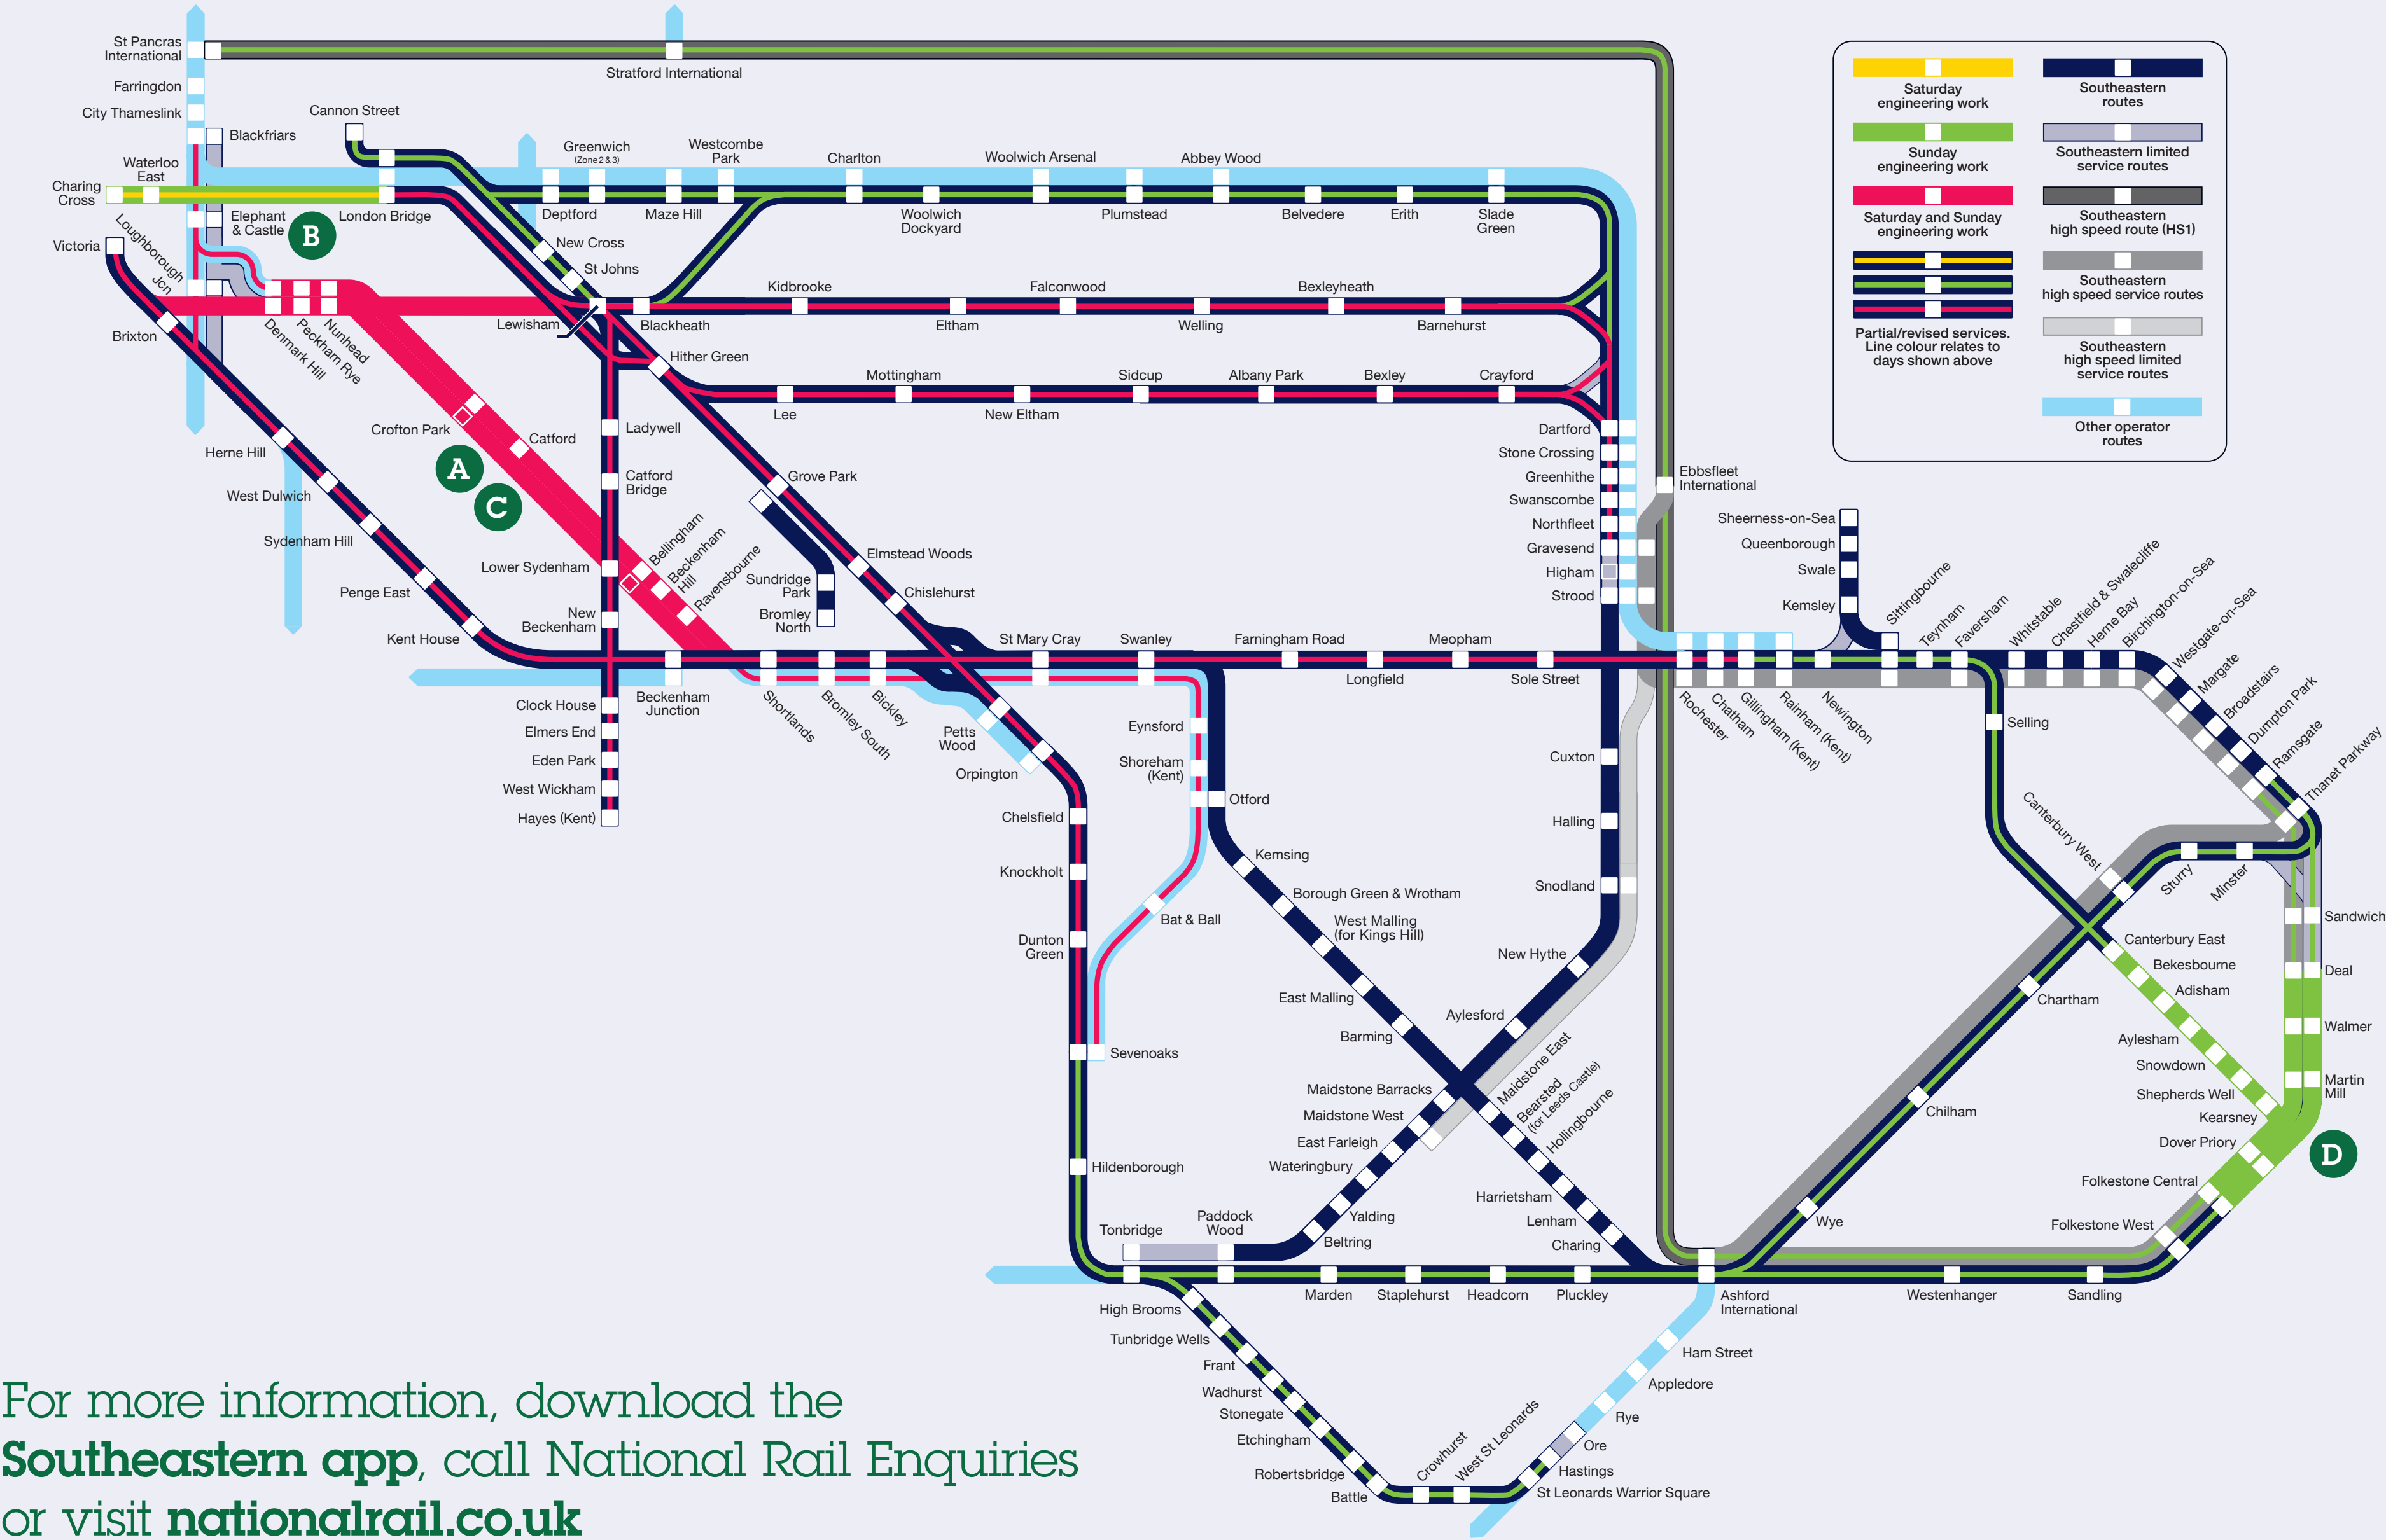 St Pancras
International
Stratford International
Farringdon
City Thameslink
Cannon Street
Blackfriars
Waterloo
East
Charing
Cross
Elephant
& Castle
London Bridge
B
Victoria
Loughborough
Jcn
Brixton
Denmark Hill
Peckham Rye
Nunhead
Greenwich
(Zone 2 & 3)
Westcombe
Park
Charlton
Woolwich Arsenal
Abbey Wood
Deptford
Maze Hill
Woolwich
Dockyard
Plumstead
Belvedere
Erith
Slade
Green
New Cross
St Johns
Lewisham
Blackheath
Kidbrooke
Eltham
Falconwood
Welling
Bexleyheath
Barnehurst
Hither Green
Lee
Mottingham
New Eltham
Sidcup
Albany Park
Bexley
Crayford
Crofton Park
Catford
A
C
Ladywell
Catford
Bridge
Lower Sydenham
New
Beckenham
Bellingham
Beckenham
Hill
Ravensbourne
Herne Hill
West Dulwich
Sydenham Hill
Penge East
Kent House
Grove Park
Sundridge
Park
Bromley
North
Elmstead Woods
Chislehurst
Clock House
Elmers End
Eden Park
West Wickham
Hayes (Kent)
Beckenham
Junction
Shortlands
Bromley South
Bickley
Petts
Wood
Orpington
St Mary Cray
Swanley
Farningham Road
Longfield
Meopham
Sole Street
Dartford
Stone Crossing
Greenhithe
Swanscombe
Northfleet
Gravesend
Higham
Strood
Ebbsfleet
International
Sheerness-on-Sea
Queenborough
Swale
Kemsley
Rochester
Chatham
Gillingham (Kent)
Rainham (Kent)
Newington
Sittingbourne
Teynham
Faversham
Whitstable
Chestfield & Swalecliffe
Herne Bay
Birchington-on-Sea
Westgate-on-Sea
Margate
Broadstairs
Dumpton Park
Ramsgate
Thanet Parkway
Selling
Canterbury West
Sturry
Minster
Sandwich
Deal
Walmer
Martin
Mill
Canterbury East
Bekesbourne
Adisham
Aylesham
Snowdown
Shepherds Well
Kearsney
Dover Priory
D
Folkestone Central
Folkestone West
Chartham
Chilham
Wye
Eynsford
Shoreham
(Kent)
Otford
Bat & Ball
Chelsfield
Knockholt
Dunton
Green
Sevenoaks
Hildenborough
Kemsing
Borough Green & Wrotham
West Malling
(for Kings Hill)
East Malling
Barming
Cuxton
Halling
Snodland
New Hythe
Aylesford
Maidstone Barracks
Maidstone West
East Farleigh
Wateringbury
Yalding
Beltring
Maidstone East
Bearsted
(for Leeds Castle)
Hollingbourne
Harrietsham
Lenham
Charing
Tonbridge
Paddock
Wood
Marden
Staplehurst
Headcorn
Pluckley
Ashford
International
Westenhanger
Sandling
High Brooms
Tunbridge Wells
Frant
Wadhurst
Stonegate
Etchingham
Robertsbridge
Battle
Crowhurst
West St Leonards
St Leonards Warrior Square
Hastings
Ore
Rye
Appledore
Ham Street
Saturday
engineering work
Sunday
engineering work
Saturday and Sunday
engineering work
Partial/revised services.
Line colour relates to
days shown above
Southeastern
routes
Southeastern limited
service routes
Southeastern
high speed route (HS1)
Southeastern
high speed service routes
Southeastern
high speed limited
service routes
Other operator
routes
For more information, download the
Southeastern app, call National Rail Enquiries
or visit nationalrail.co.uk